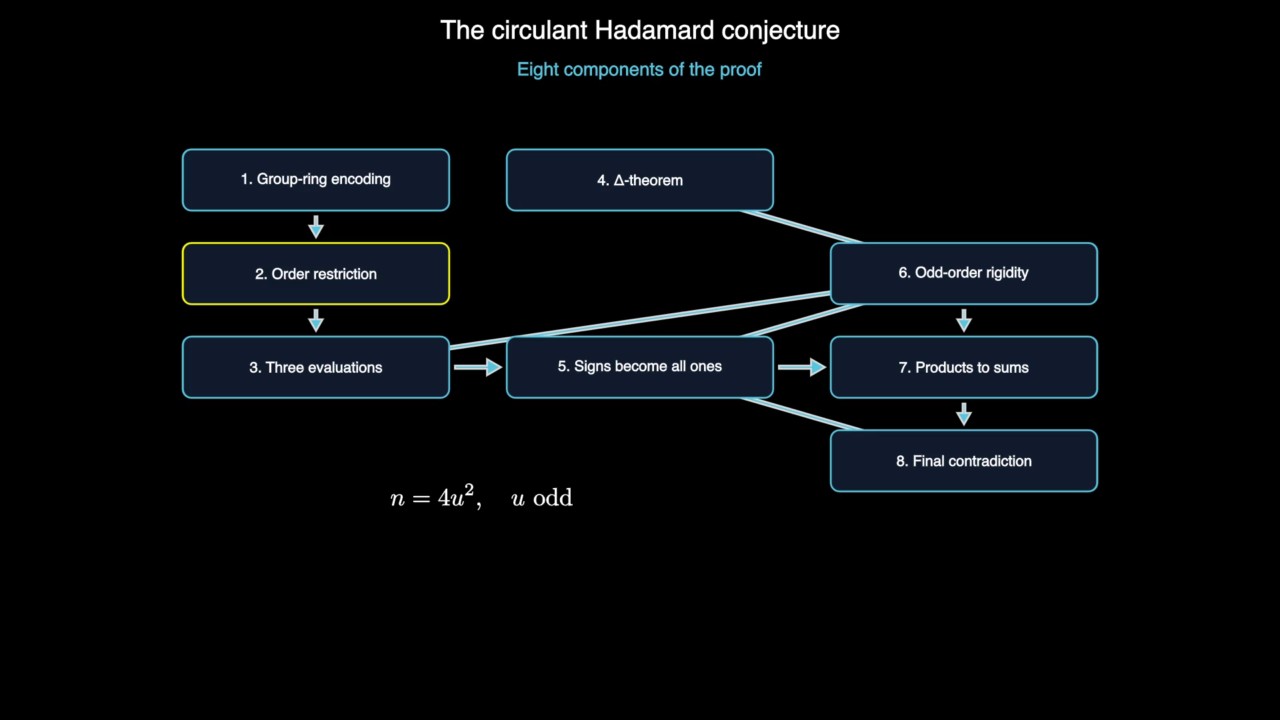 The circulant Hadamard conjecture
Eight components of the proof
1. Group-ring encoding
4. Δ-theorem
2. Order restriction
6. Odd-order rigidity
3. Three evaluations
5. Signs become all ones
7. Products to sums
8. Final contradiction
n = 4u², u odd